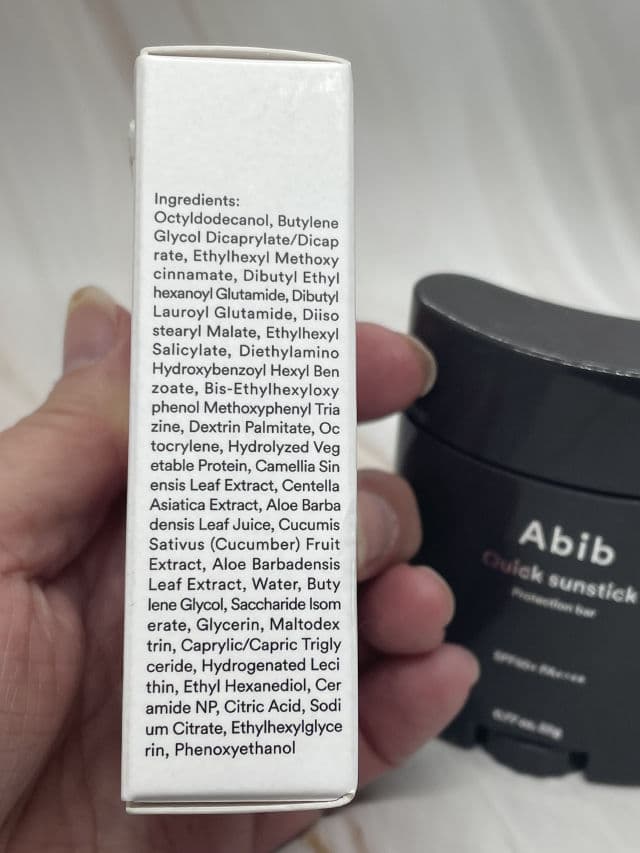 Ingredients:
Octyldodecanol, Butylene
Glycol Dicaprylate/Dicap
rate, Ethylhexyl Methoxy
cinnamate, Dibutyl Ethyl
hexanoyl Glutamide, Dibutyl
Lauroyl Glutamide, Diiso
stearyl Malate, Ethylhexyl
Salicylate, Diethylamino
Hydroxybenzoyl Hexyl Ben
zoate, Bis-Ethylhexyloxy
phenol Methoxyphenyl Tria
zine, Dextrin Palmitate, Oc
tocrylene, Hydrolyzed Veg
etable Protein, Camellia Sin
ensis Leaf Extract, Centella
Asiatica Extract, Aloe Barba
densis Leaf Juice, Cucumis
Sativus (Cucumber) Fruit
Extract, Aloe Barbadensis
Leaf Extract, Water, Buty
lene Glycol, Saccharide Isom
erate, Glycerin, Maltodex
trin, Caprylic/Capric Trigly
ceride, Hydrogenated Leci
thin, Ethyl Hexanediol, Cer
amide NP, Citric Acid, Sodi
um Citrate, Ethylhexylglyce
rin, Phenoxyethanol
Abib
Quick sunstick
Protection bar
SPF50+ PA++++